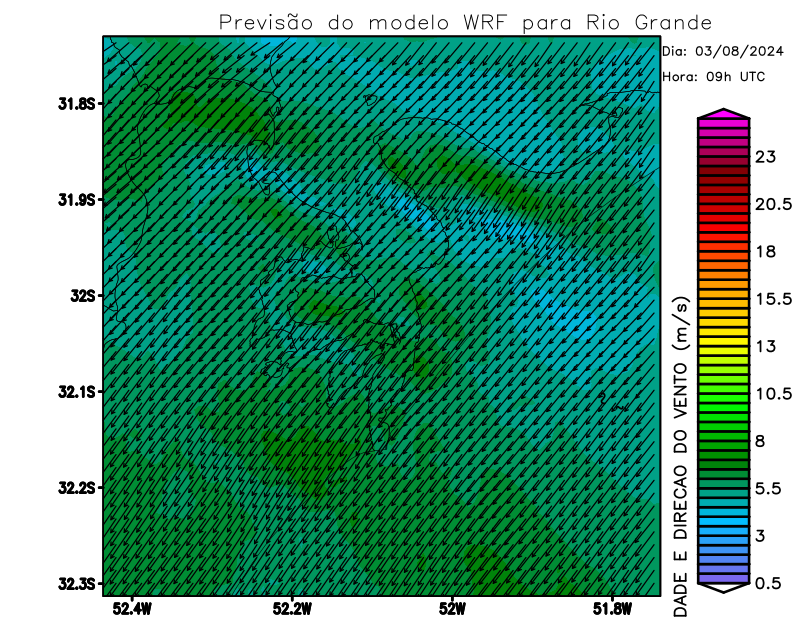 Previsão do modelo WRF para Rio Grande
Dia: 03/08/2024
Hora: 09h UTC
31.8S
31.9S
32S
32.1S
32.2S
32.3S
52.4W
52.2W
52W
51.8W
DADE E DIRECAO DO VENTO (m/s)
23
20.5
18
15.5
13
10.5
8
5.5
3
0.5